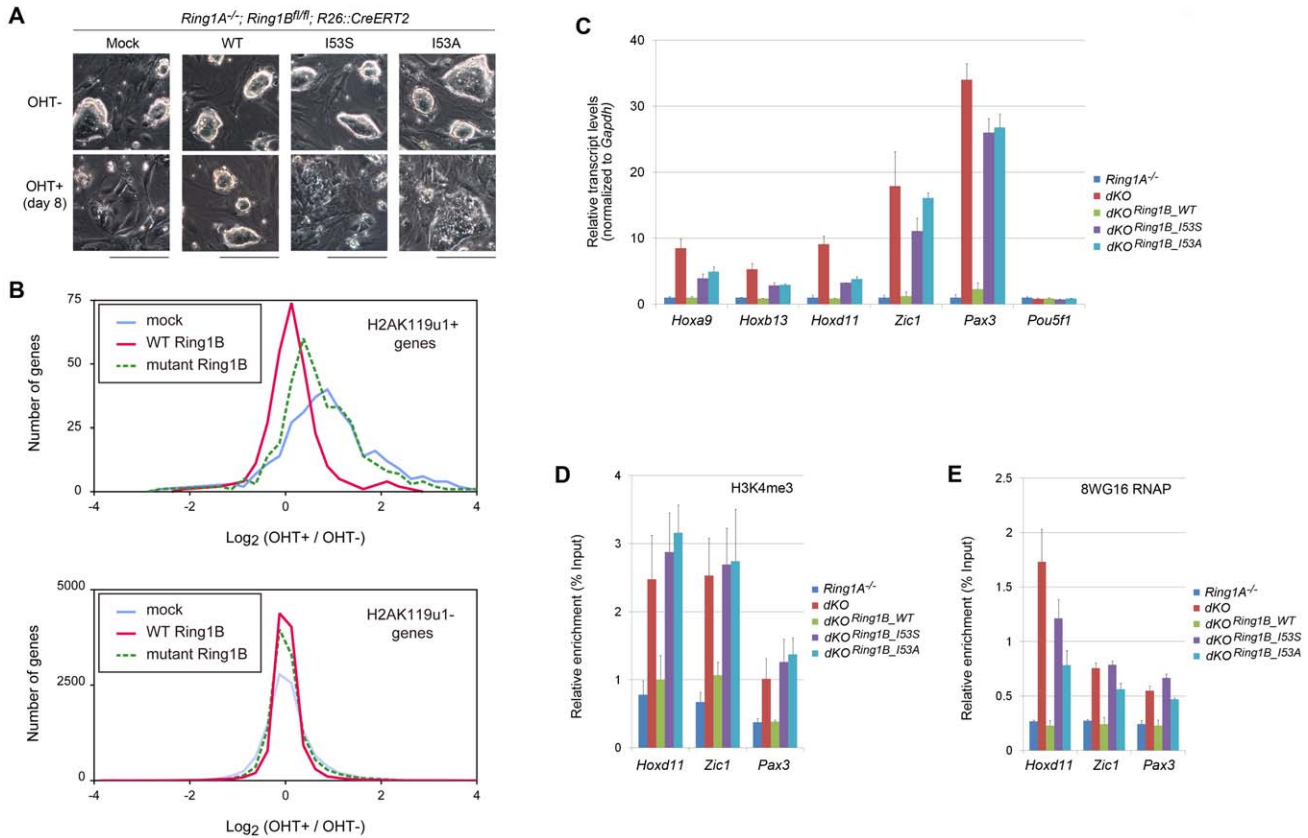 A
Ring1A-/-; Ring1Bfl/fl; R26::CreERT2
Mock WT I53S I53A
OHT-
OHT+
(day 8)
B
75
50
25
0
Number of genes
mock
WT Ring1B
mutant Ring1B
H2AK119u1+
genes
-4 -2 0 2 4
Log2 (OHT+ / OHT-)
5000
2500
0
Number of genes
mock
WT Ring1B
mutant Ring1B
H2AK119u1-
genes
-4 -2 0 2 4
Log2 (OHT+ / OHT-)
C
Relative transcript levels
(normalized to Gapdh)
40
30
20
10
0
Hoxa9 Hoxb13 Hoxd11 Zic1 Pax3 Pou5f1
Ring1A-/-
dKO
dKORing1B_WT
dKORing1B_I53S
dKORing1B_I53A
D
H3K4me3
Relative enrichment (% Input)
4
3
2
1
0
Hoxd11 Zic1 Pax3
Ring1A-/-
dKO
dKORing1B_WT
dKORing1B_I53S
dKORing1B_I53A
E
8WG16 RNAP
Relative enrichment (% Input)
2.5
2
1.5
1
0.5
0
Hoxd11 Zic1 Pax3
Ring1A-/-
dKO
dKORing1B_WT
dKORing1B_I53S
dKORing1B_I53A